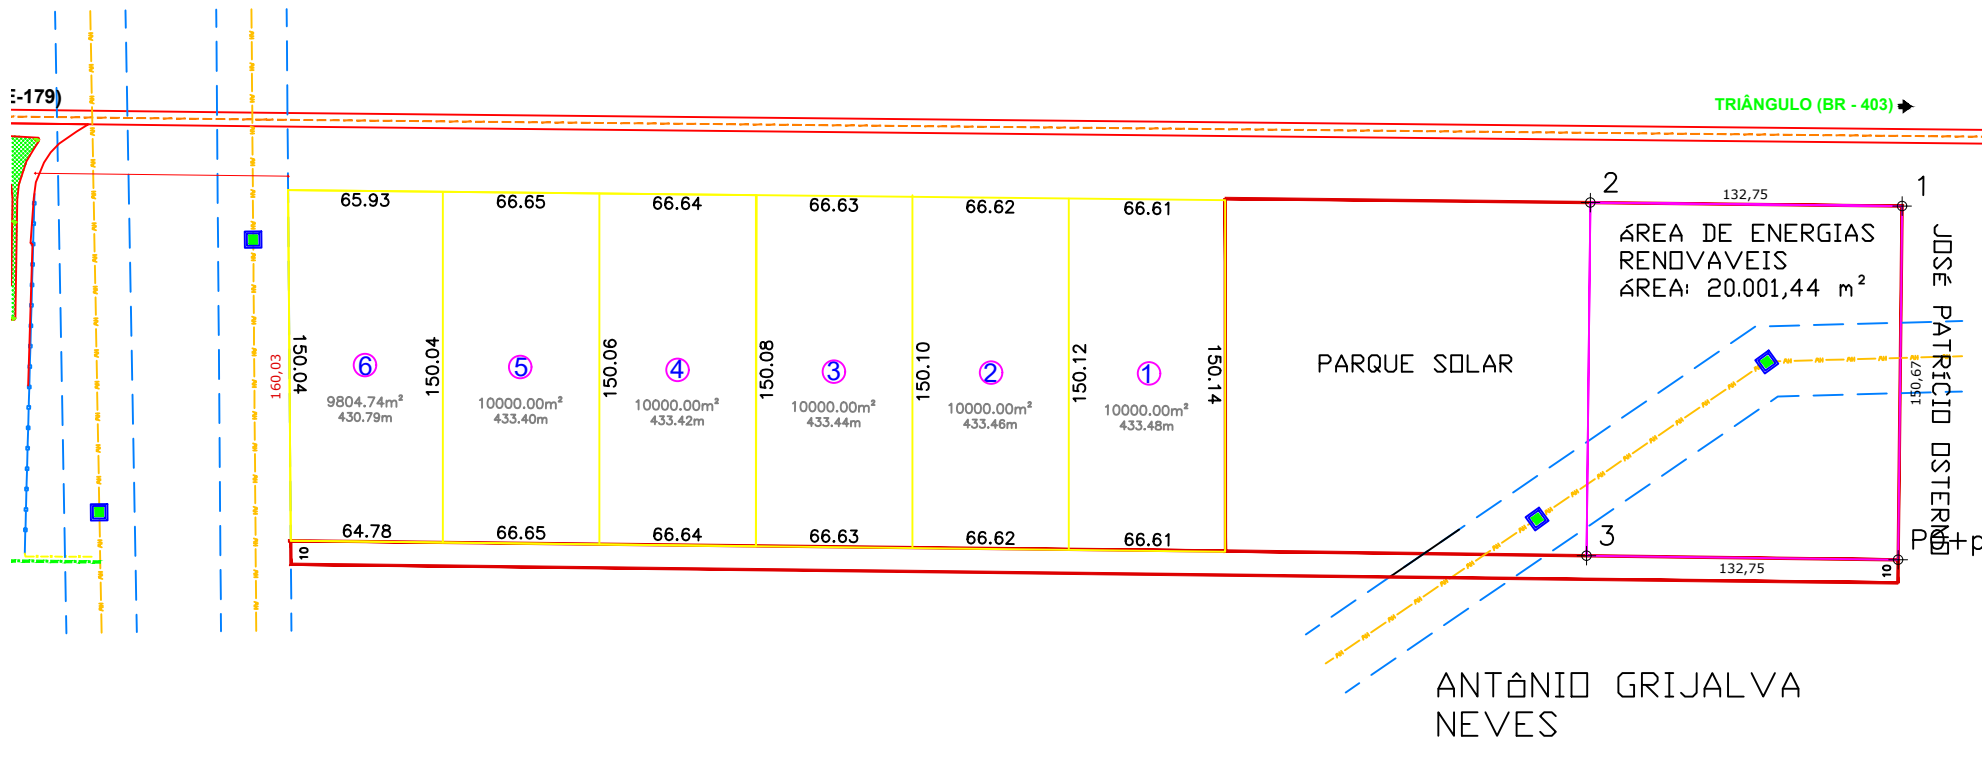 E-179)
TRIÂNGULO (BR - 403)
2
132,75
1
65.93
66.65
66.64
66.63
66.62
66.61
ÁREA DE ENERGIAS
RENOVAVEIS
ÁREA: 20.001,44 m²
JOSÉ PATRÍCIO OSTERNO
160,03
150.04
6
9804.74m²
430.79m
150.04
5
10000.00m²
433.40m
150.06
4
10000.00m²
433.42m
150.08
3
10000.00m²
433.44m
150.10
2
10000.00m²
433.46m
150.12
1
10000.00m²
433.48m
150.14
PARQUE SOLAR
150,67
64.78
66.65
66.64
66.63
66.62
66.61
3
10
132,75
10
ANTôNIO GRIJALVA
NEVES